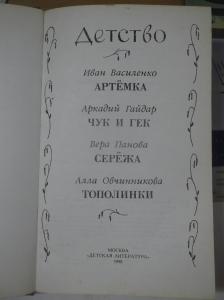 Детство
Иван Василенко
АРТЁМКА
Аркадий Гайдар
ЧУК И ГЕК
Вера Панова
СЕРЁЖА
Алла Овчинникова
ТОПОЛИНКИ
МОСКВА
«ДЕТСКАЯ ЛИТЕРАТУРА»